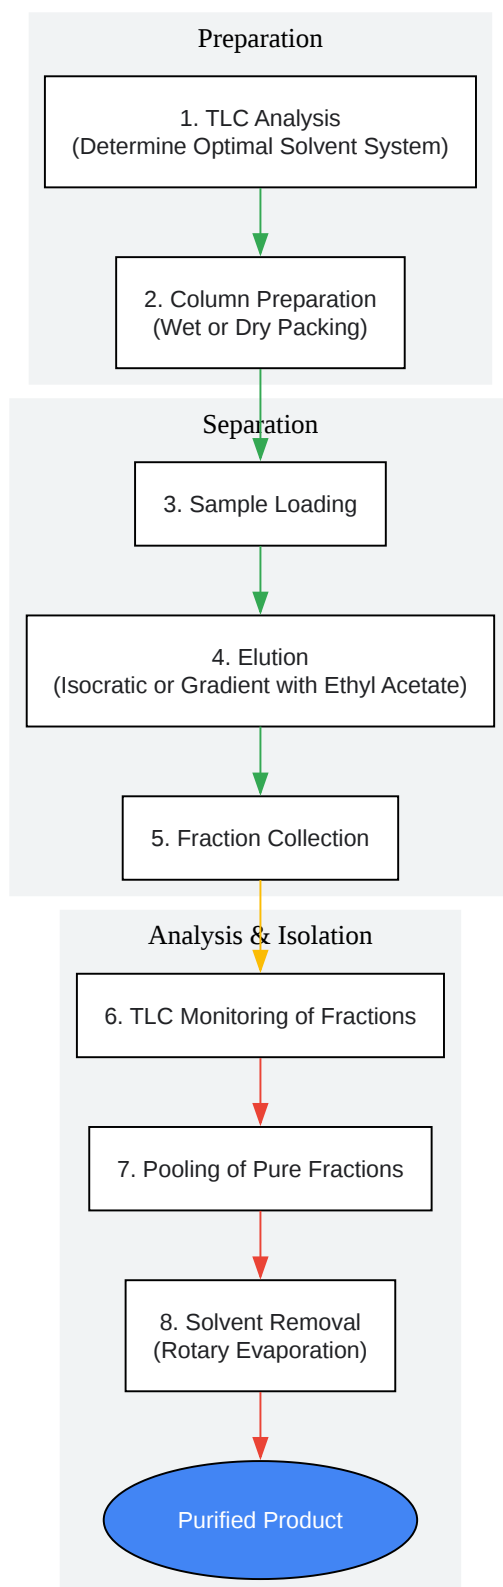 Preparation
1. TLC Analysis
(Determine Optimal Solvent System)
2. Column Preparation
(Wet or Dry Packing)
Separation
3. Sample Loading
4. Elution
(Isocratic or Gradient with Ethyl Acetate)
5. Fraction Collection
Analysis & Isolation
6. TLC Monitoring of Fractions
7. Pooling of Pure Fractions
8. Solvent Removal
(Rotary Evaporation)
Purified Product